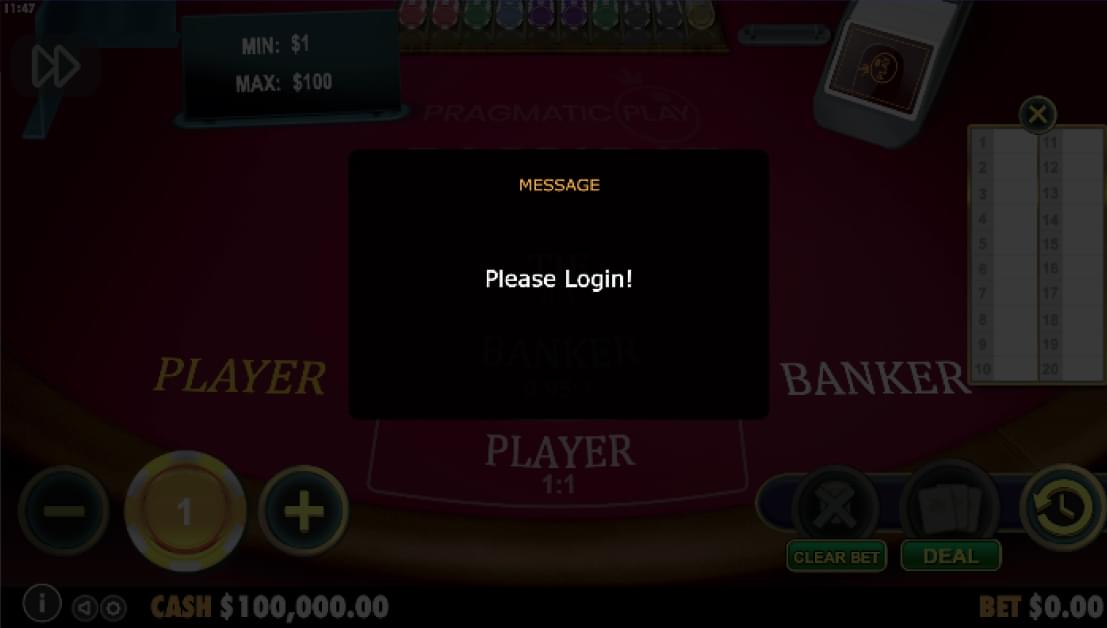 11:47
MIN: $1
MAX: $100
PRAGMATIC PLAY
MESSAGE
1 11
2 12
3 13
4 14
5 15
6 16
7 17
8 18
9 19
10 20
TIE
Please Login!
BANKER
PLAYER
BANKER
PLAYER
1:1
1
CLEAR BET
DEAL
CASH $100,000.00
BET $0.00